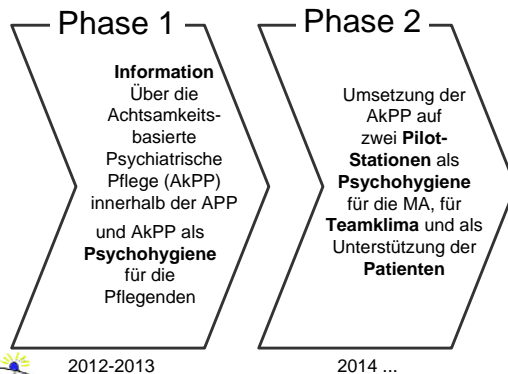 Phase 1
Information
Über die
Achtsamkeits-
basierte
Psychiatrische
Pflege (AkPP)
innerhalb der APP
und AkPP als
Psychohygiene
für die
Pflegenden
2012-2013
Phase 2
Umsetzung der
AkPP auf
zwei Pilot-
Stationen als
Psychohygiene
für die MA, für
Teamklima und als
Unterstützung der
Patienten
2014 ...